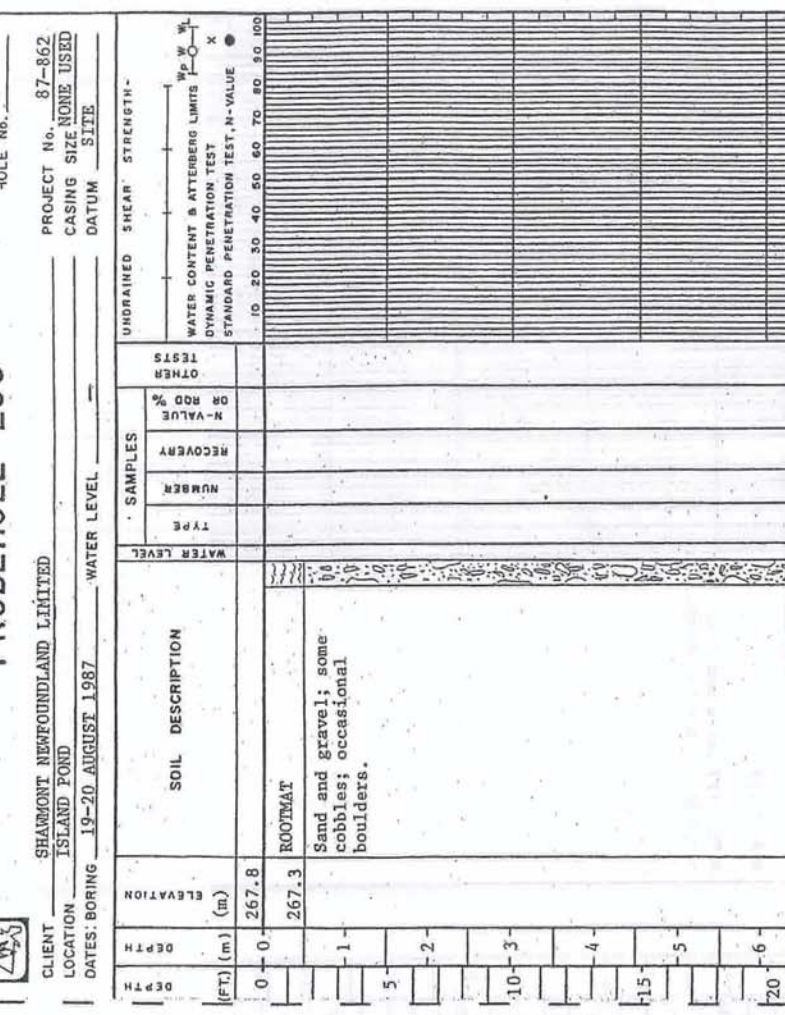 CLIENT SHAWMONT NEWFOUNDLAND LIMITED PROJECT No. 87-862
LOCATION ISLAND POND CASING SIZE NONE USED
DATES: BORING 19-20 AUGUST 1987 WATER LEVEL — DATUM SITE
DEPTH (FT.)
DEPTH (m)
ELEVATION (m)
SOIL DESCRIPTION
WATER LEVEL
SAMPLES
TYPE
NUMBER
RECOVERY
N-VALUE OR RQD %
OTHER TESTS
UNDRAINED SHEAR STRENGTH-
WATER CONTENT & ATTERBERG LIMITS Wp W WL
DYNAMIC PENETRATION TEST x
STANDARD PENETRATION TEST, N-VALUE ●
10 20 30 40 50 60 70 80 90 100
0 0 267.8
267.3 ROOTMAT
1 Sand and gravel; some
cobbles; occasional
boulders.
5
2
10 3
4
15
5
20 6